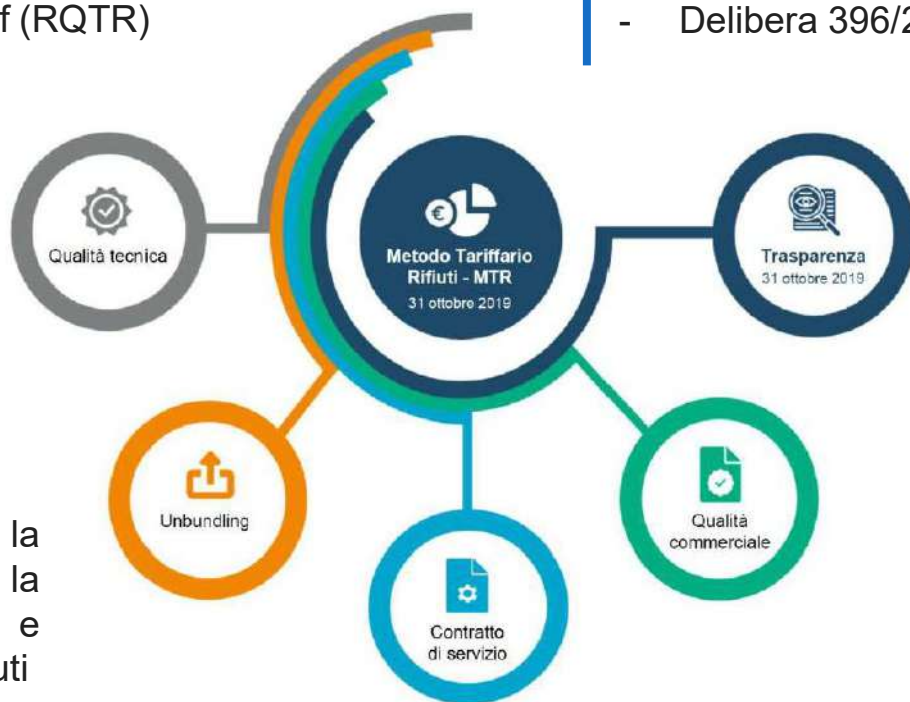 f (RQTR)
- Delibera 396/2
Qualità tecnica
Metodo Tariffario
Rifiuti - MTR
31 ottobre 2019
Trasparenza
31 ottobre 2019
Unbundling
Qualità
commerciale
Contratto
di servizio
la
la
e
uti